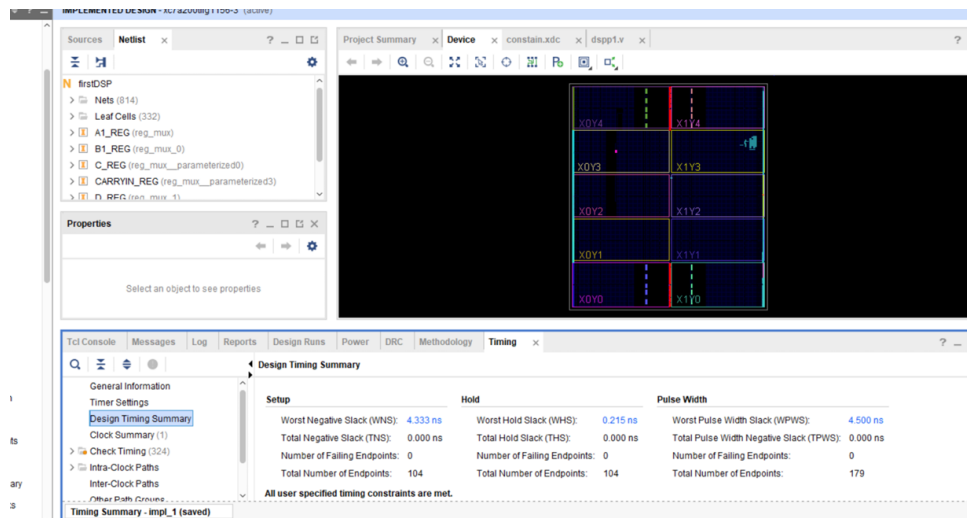 IMPLEMENTED DESIGN - xc7a200tffg1156-3 (active)
Sources Netlist ? _
firstDSP
Nets (814)
Leaf Cells (332)
A1_REG (reg_mux)
B1_REG (reg_mux_0)
C_REG (reg_mux__parameterized0)
CARRYIN_REG (reg_mux__parameterized3)
D_REG (reg_mux_1)
Properties ? _
Select an object to see properties
Project Summary Device constain.xdc dspp1.v ?
X0Y4 X1Y4
X0Y3 X1Y3
X0Y2 X1Y2
X0Y1 X1Y1
X0Y0 X1Y0
Tcl Console Messages Log Reports Design Runs Power DRC Methodology Timing ? _
General Information
Timer Settings
Design Timing Summary
Clock Summary (1)
Check Timing (324)
Intra-Clock Paths
Inter-Clock Paths
Other Path Groups
Design Timing Summary
Setup Hold Pulse Width
Worst Negative Slack (WNS): 4.333 ns Worst Hold Slack (WHS): 0.215 ns Worst Pulse Width Slack (WPWS): 4.500 ns
Total Negative Slack (TNS): 0.000 ns Total Hold Slack (THS): 0.000 ns Total Pulse Width Negative Slack (TPWS): 0.000 ns
Number of Failing Endpoints: 0 Number of Failing Endpoints: 0 Number of Failing Endpoints: 0
Total Number of Endpoints: 104 Total Number of Endpoints: 104 Total Number of Endpoints: 179
All user specified timing constraints are met.
Timing Summary - impl_1 (saved)